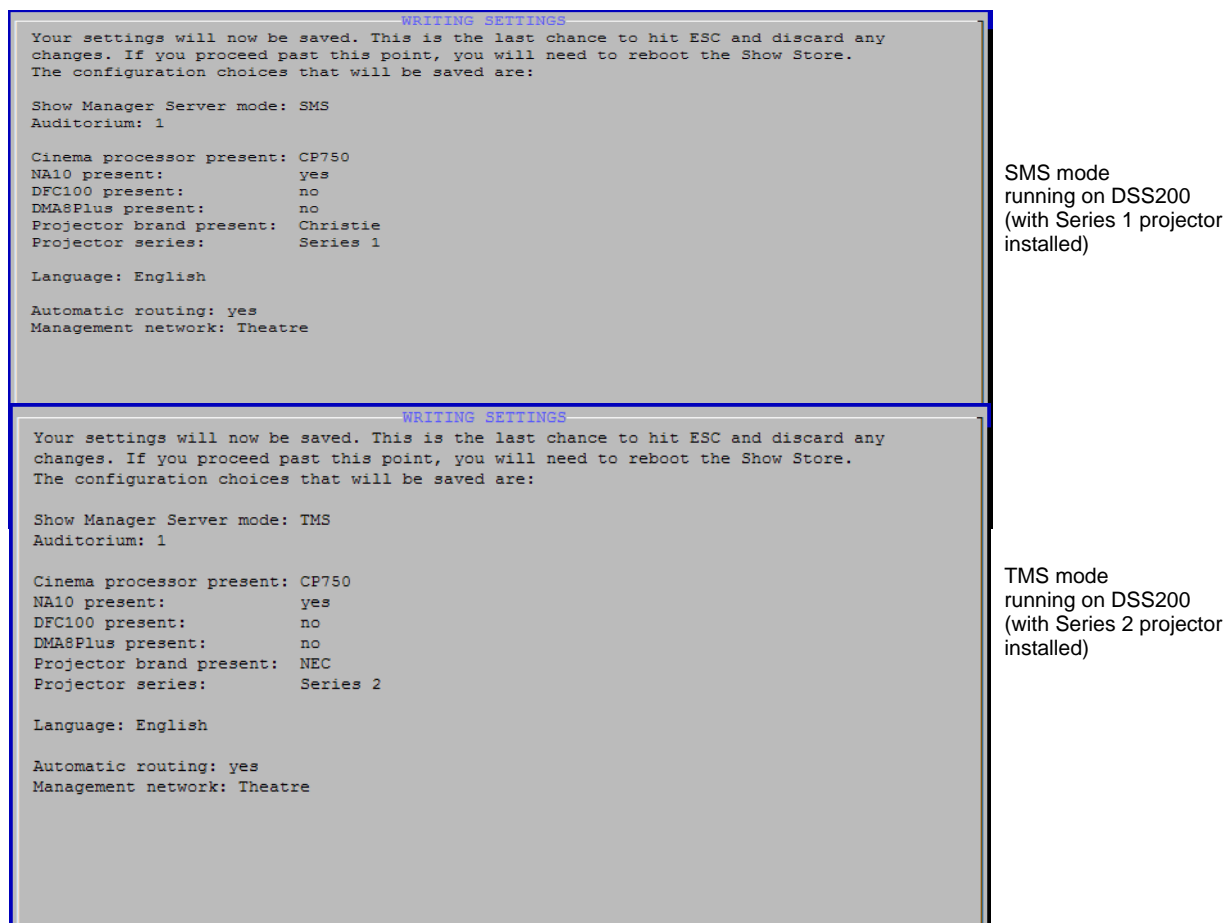 WRITING SETTINGS
Your settings will now be saved. This is the last chance to hit ESC and discard any
changes. If you proceed past this point, you will need to reboot the Show Store.
The configuration choices that will be saved are:
Show Manager Server mode: SMS
Auditorium: 1
Cinema processor present: CP750
NA10 present: yes
DFC100 present: no
DMA8Plus present: no
Projector brand present: Christie
Projector series: Series 1
Language: English
Automatic routing: yes
Management network: Theatre
SMS mode
running on DSS200
(with Series 1 projector
installed)
WRITING SETTINGS
Your settings will now be saved. This is the last chance to hit ESC and discard any
changes. If you proceed past this point, you will need to reboot the Show Store.
The configuration choices that will be saved are:
Show Manager Server mode: TMS
Auditorium: 1
Cinema processor present: CP750
NA10 present: yes
DFC100 present: no
DMA8Plus present: no
Projector brand present: NEC
Projector series: Series 2
Language: English
Automatic routing: yes
Management network: Theatre
TMS mode
running on DSS200
(with Series 2 projector
installed)